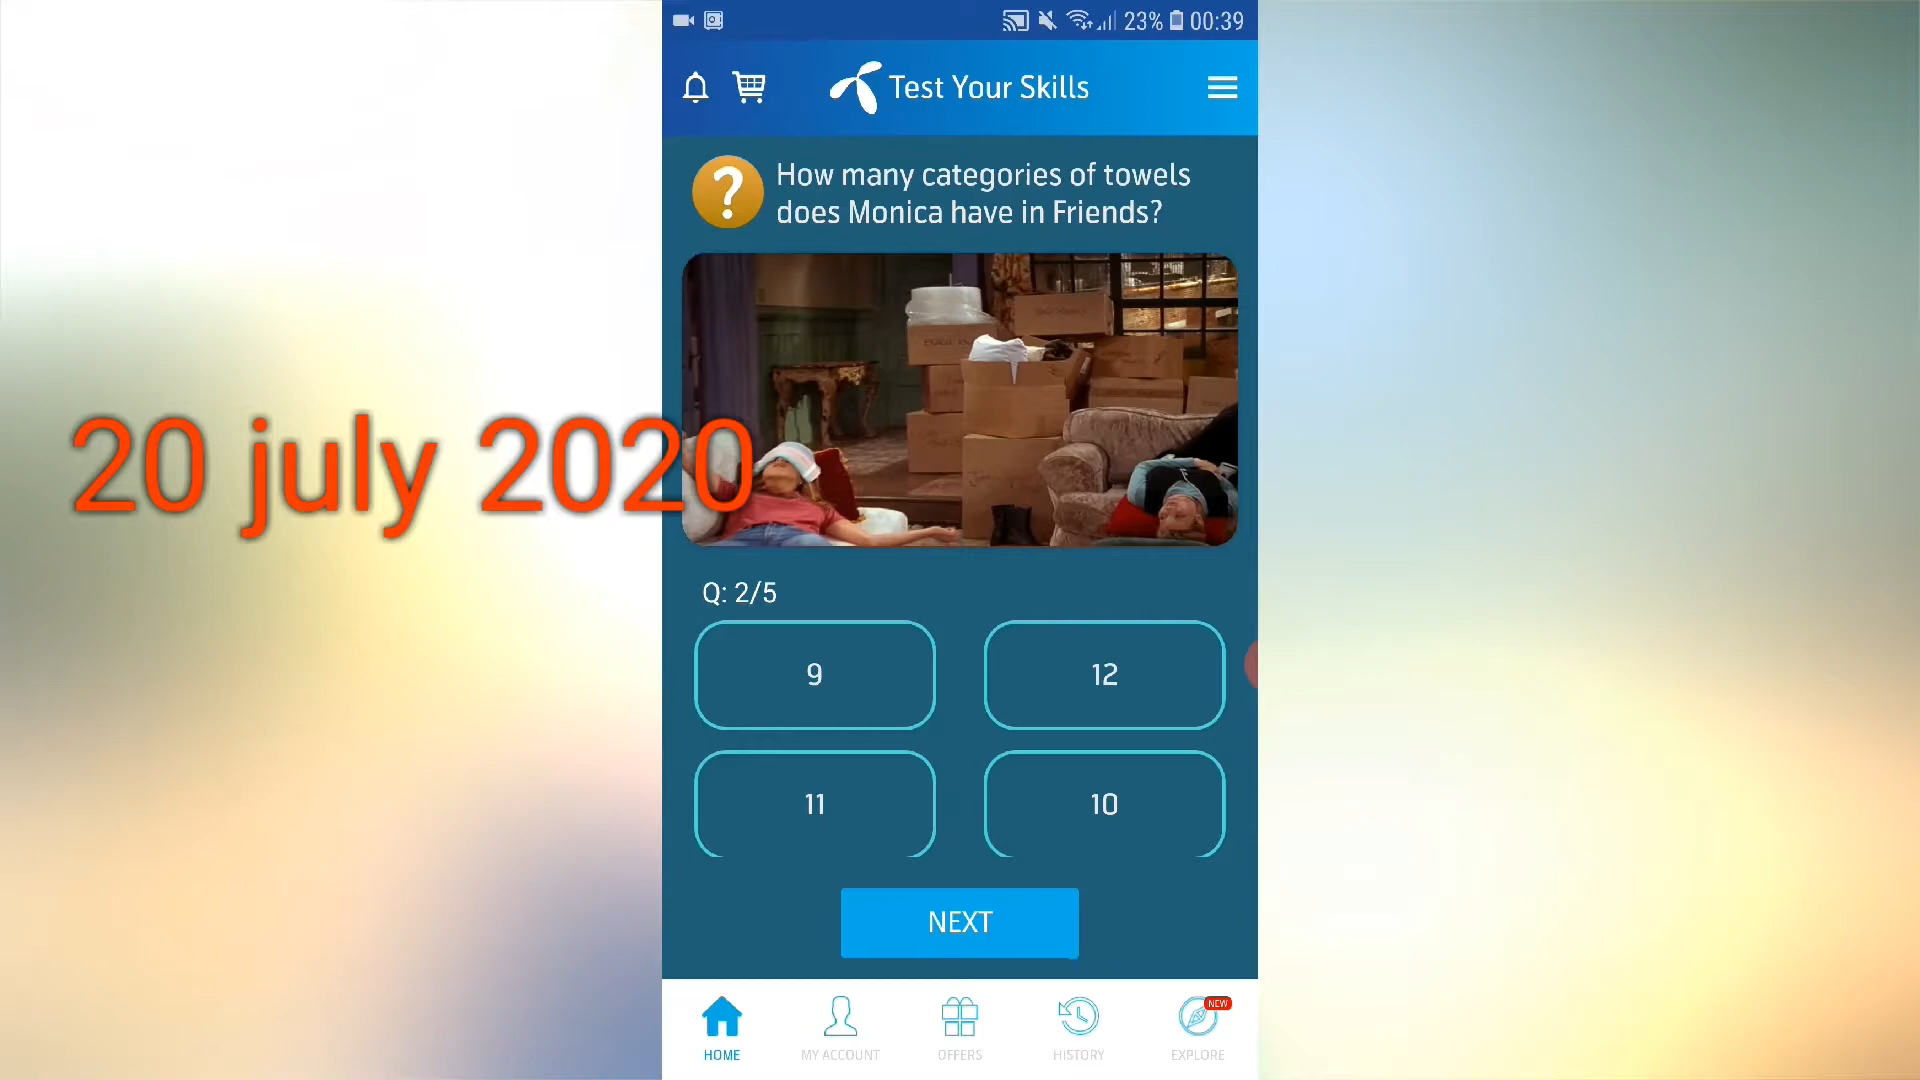 23% 00:39
Test Your Skills
How many categories of towels
does Monica have in Friends?
20 july 2020
Q: 2/5
9
12
11
10
NEXT
NEW
HOME
MY ACCOUNT
OFFERS
HISTORY
EXPLORE